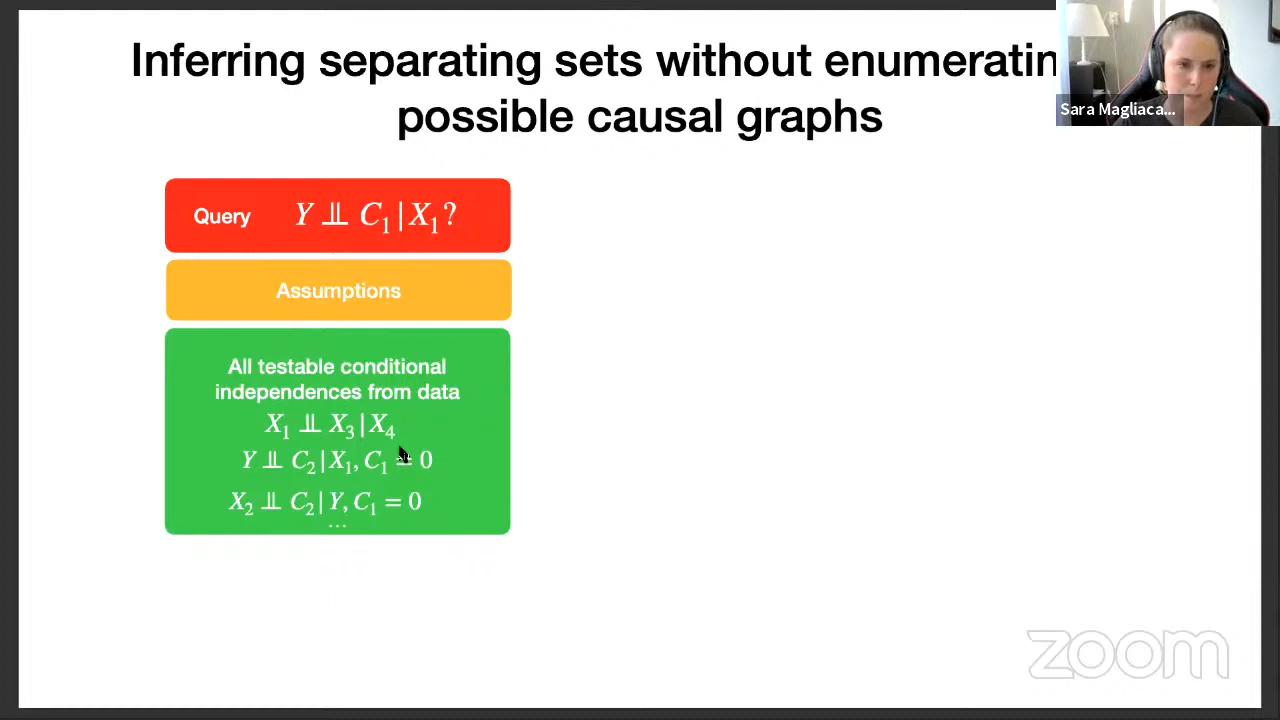 Inferring separating sets without enumeratin
possible causal graphs
Sara Magliaca...
Query Y ⫫ C₁ | X₁?
Assumptions
All testable conditional
independences from data
X₁ ⫫ X₃ | X₄
Y ⫫ C₂ | X₁, C₁ = 0
X₂ ⫫ C₂ | Y, C₁ = 0
...
zoom